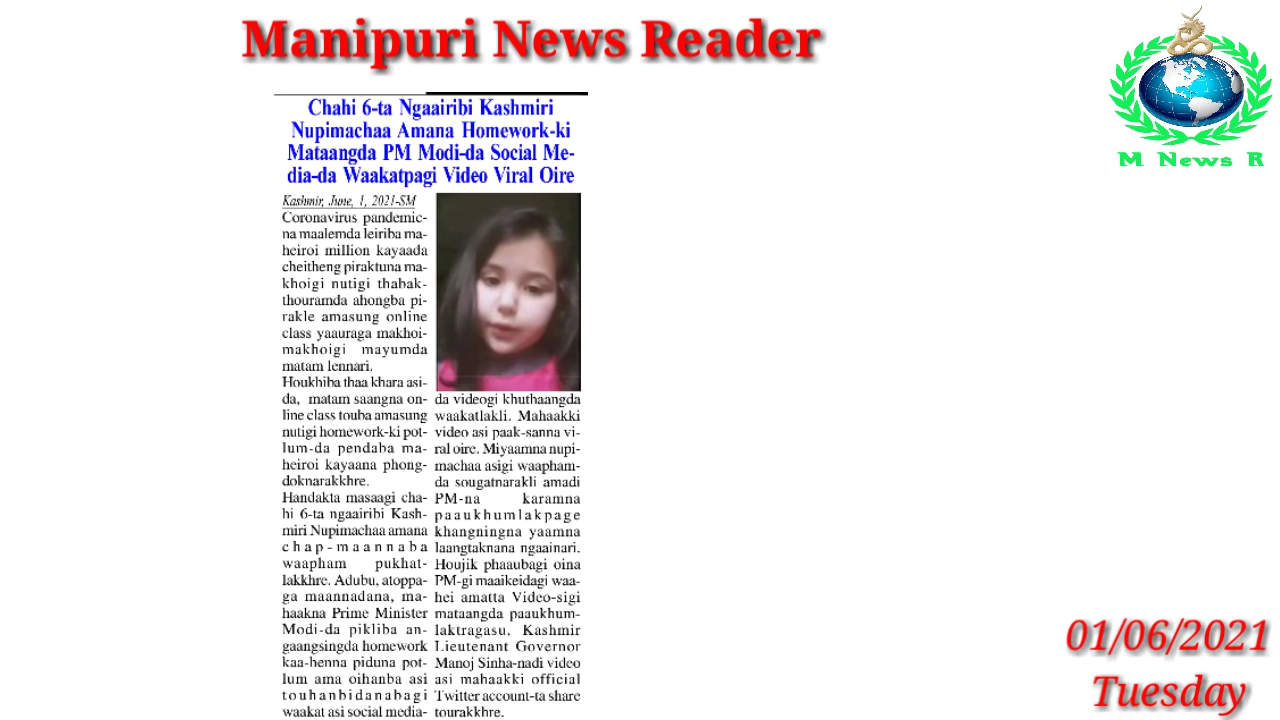 Manipuri News Reader
M News R
Chahi 6-ta Ngaairibi Kashmiri
Nupimachaa Amana Homework-ki
Mataangda PM Modi-da Social Me-
dia-da Waakatpagi Video Viral Oire
Kashmir, June, 1, 2021-SM
Coronavirus pandemic-
na maalemda leiriba ma-
heiroi million kayaada
cheitheng piraktuna ma-
khoigi nutigi thabak-
thouramda ahongba pi-
rakle amasung online
class yaauraga makhoi-
makhoigi mayumda
matam lennari.
Houkhiba thaa khara asi-
da, matam saangna on-
line class touba amasung
nutigi homework-ki pot-
lum-da pendaba ma-
heiroi kayaana phong-
doknarakkhre.
Handakta masaagi cha-
hi 6-ta ngaairibi Kash-
miri Nupimachaa amana
chap-maannaba
waapham pukhat-
lakkhre. Adubu, atoppa-
ga maannadana, ma-
haakna Prime Minister
Modi-da pikliba an-
gaangsingda homework
kaa-henna piduna pot-
lum ama oihanba asi
touhanbidanabagi
waakat asi social media-
da videogi khuthaangda
waakatlakli. Mahaakki
video asi paak-sanna vi-
ral oire. Miyaamna nupi-
machaa asigi waapham-
da sougatnarakli amadi
PM-na karamna
paaukhumlakpage
khangningna yaamna
laangtaknana ngaainari.
Houjik phaaubagi oina
PM-gi maaikeidagi waa-
hei amatta Video-sigi
mataangda paaukhum-
laktragasu, Kashmir
Lieutenant Governor
Manoj Sinha-nadi video
asi mahaakki official
Twitter account-ta share
tourakkhre.
01/06/2021
Tuesday